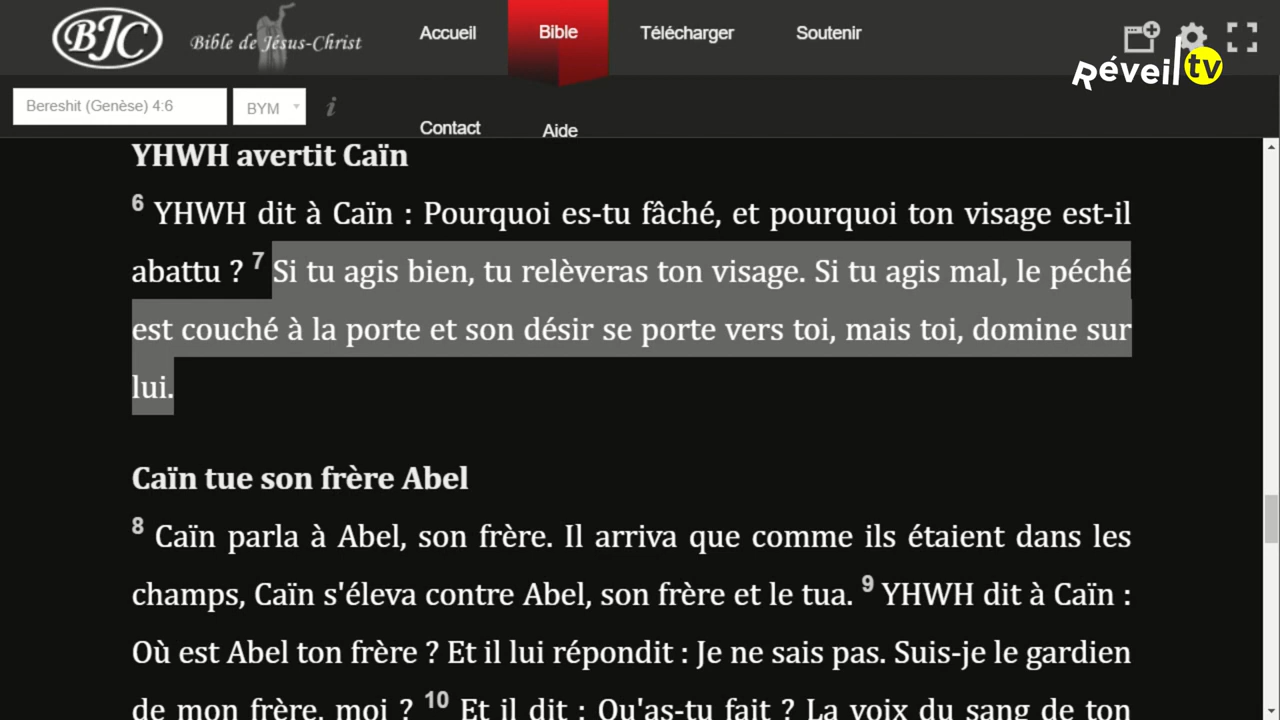 BJC
Bible de Jésus-Christ
Accueil
Bible
Télécharger
Soutenir
Réveil tv
Bereshit (Genèse) 4:6
BYM
i
Contact
Aide
YHWH avertit Caïn
6 YHWH dit à Caïn : Pourquoi es-tu fâché, et pourquoi ton visage est-il
abattu ? 7 Si tu agis bien, tu relèveras ton visage. Si tu agis mal, le péché
est couché à la porte et son désir se porte vers toi, mais toi, domine sur
lui.
Caïn tue son frère Abel
8 Caïn parla à Abel, son frère. Il arriva que comme ils étaient dans les
champs, Caïn s'éleva contre Abel, son frère et le tua. 9 YHWH dit à Caïn :
Où est Abel ton frère ? Et il lui répondit : Je ne sais pas. Suis-je le gardien
de mon frère, moi ? 10 Et il dit : Qu'as-tu fait ? La voix du sang de ton